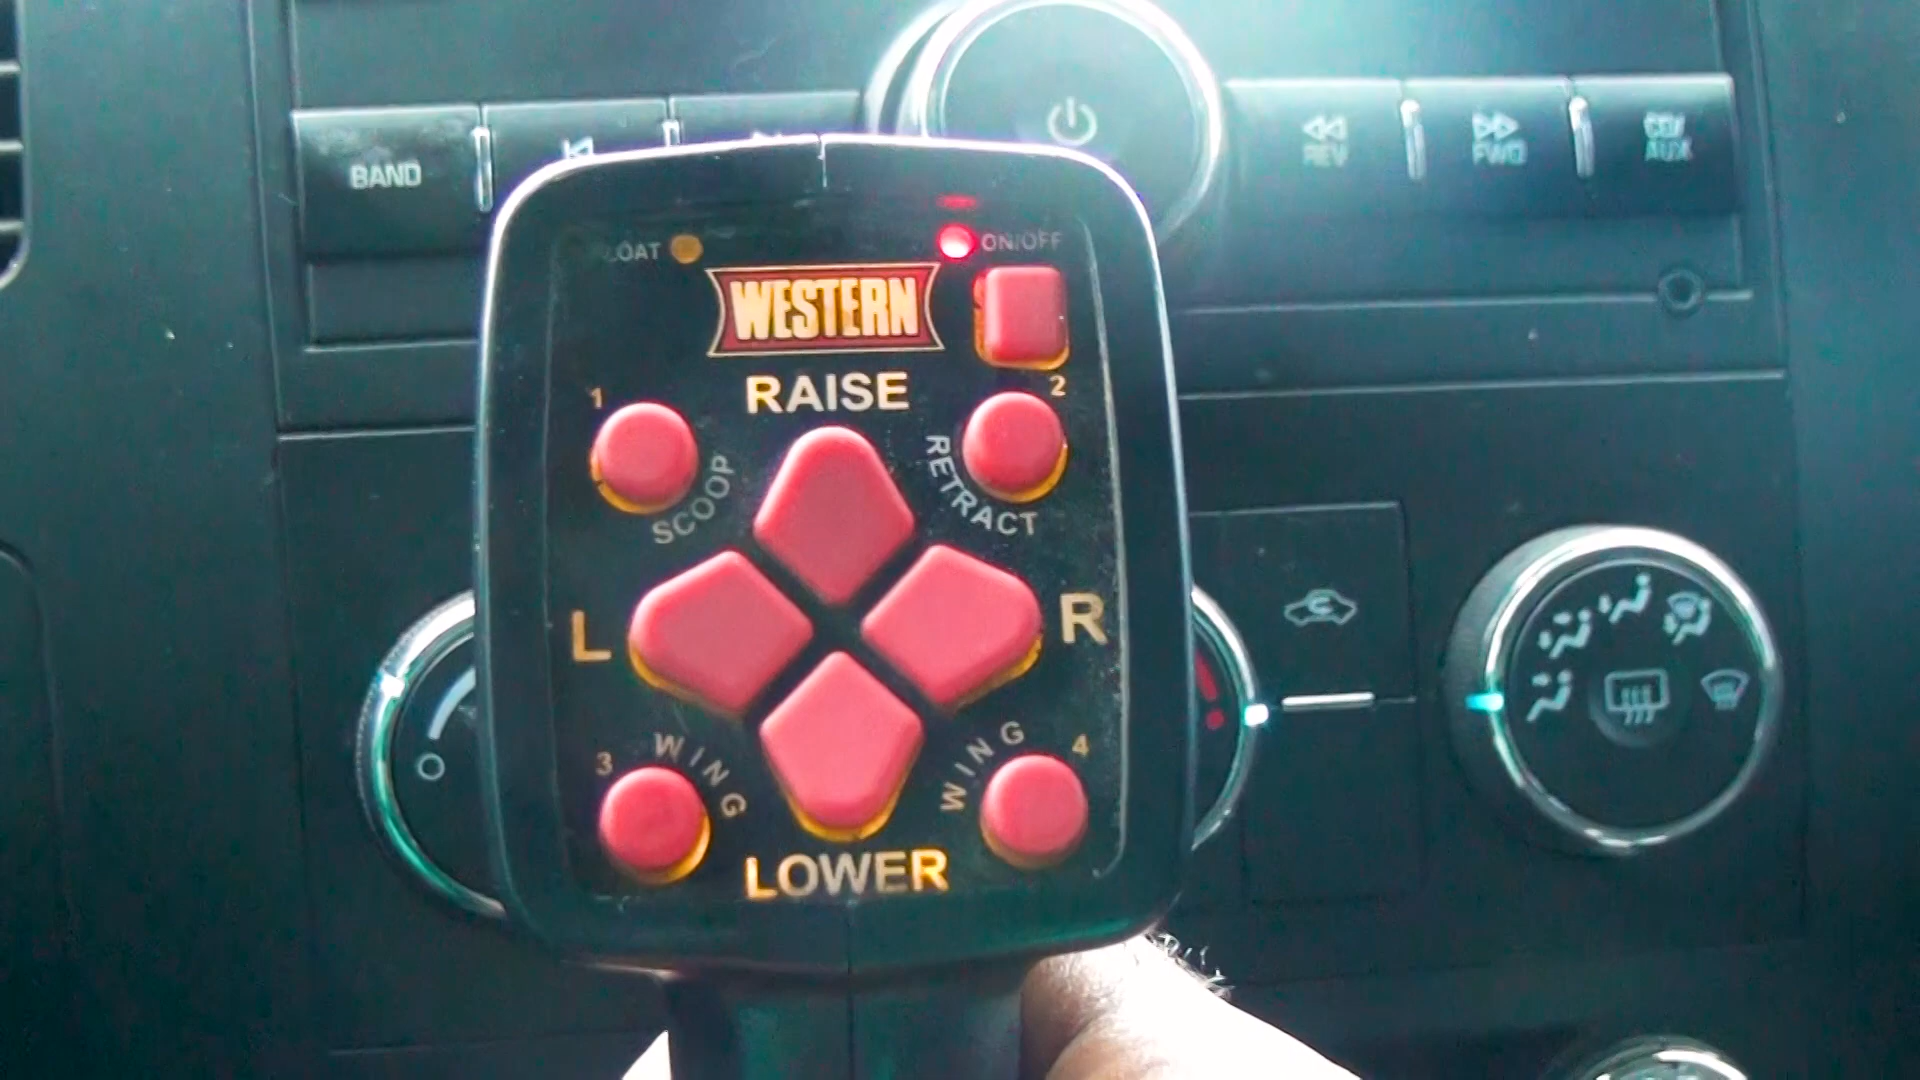 BAND
REV
FWD
CD/
AUX
LOAT
ON/OFF
WESTERN
1
RAISE
2
SCOOP
RETRACT
L
R
3
WING
WING
4
LOWER